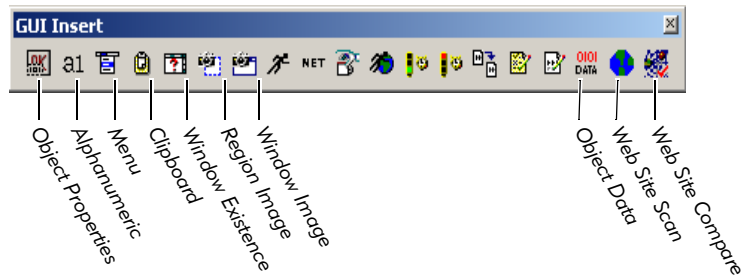 GUI Insert
OK
a1
?
NET
0101
DATA
Object Properties
Alphanumeric
Menu
Clipboard
Window Existence
Region Image
Window Image
Object Data
Web Site Scan
Web Site Compare